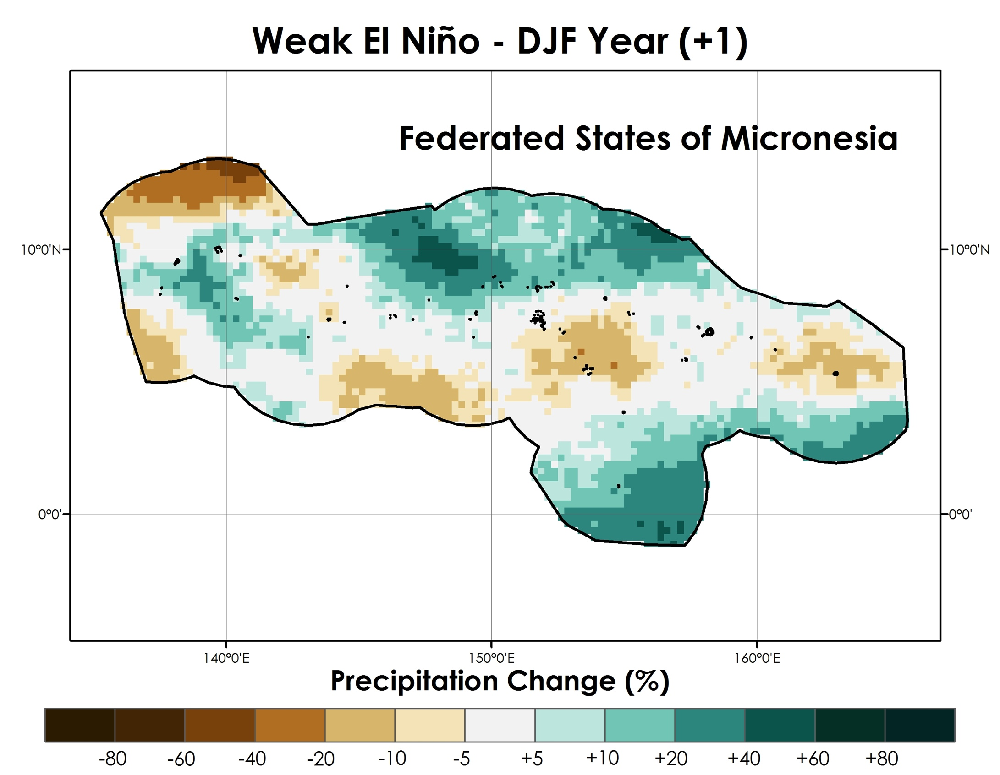 Weak El Niño - DJF Year (+1)
Federated States of Micronesia
10°0'N 10°0'N
0°0' 0°0'
140°0'E 150°0'E 160°0'E
Precipitation Change (%)
-80 -60 -40 -20 -10 -5 +5 +10 +20 +40 +60 +80